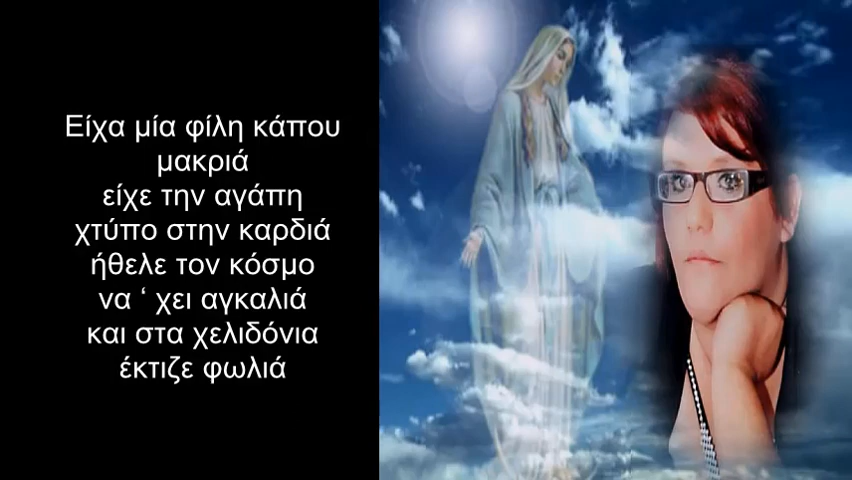 Είχα μία φίλη κάπου
μακριά
είχε την αγάπη
χτύπο στην καρδιά
ήθελε τον κόσμο
να ‘ χει αγκαλιά
και στα χελιδόνια
έκτιζε φωλιά